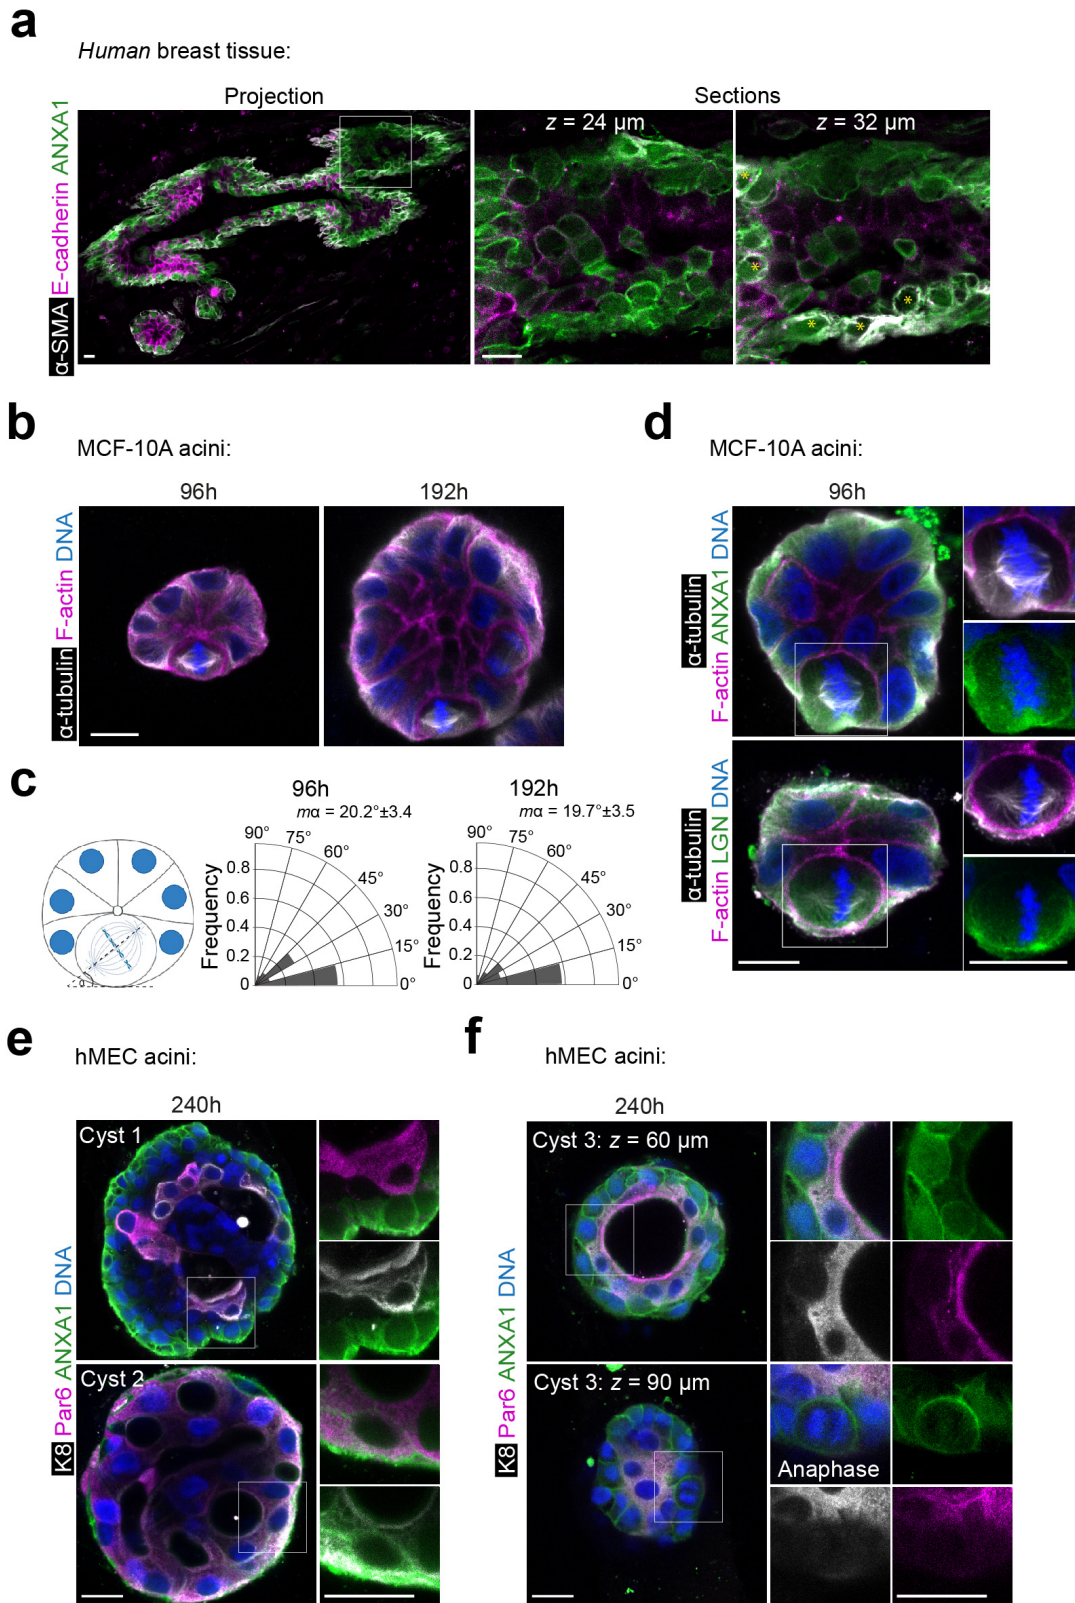 a
Human breast tissue:
Projection
Sections
α-SMA E-cadherin ANXA1
z = 24 μm
z = 32 μm
* * * * *
b
MCF-10A acini:
96h
192h
α-tubulin F-actin DNA
c
α
96h
mα = 20.2°±3.4
90°
75°
60°
45°
30°
15°
0°
Frequency
0.8
0.6
0.4
0.2
0
192h
mα = 19.7°±3.5
90°
75°
60°
45°
30°
15°
0°
Frequency
0.8
0.6
0.4
0.2
0
d
MCF-10A acini:
96h
α-tubulin
F-actin ANXA1 DNA
α-tubulin
F-actin LGN DNA
e
hMEC acini:
240h
K8 Par6 ANXA1 DNA
Cyst 1
Cyst 2
f
hMEC acini:
240h
K8 Par6 ANXA1 DNA
Cyst 3: z = 60 μm
Cyst 3: z = 90 μm
Anaphase